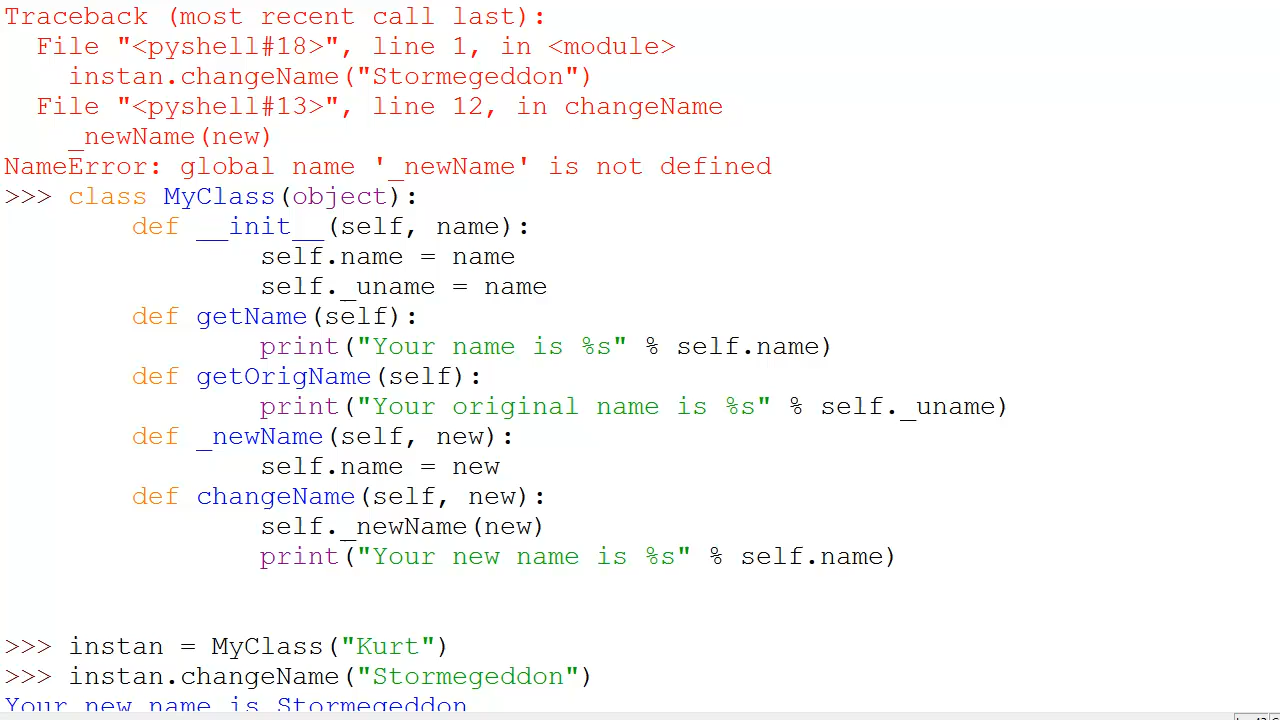 Traceback (most recent call last):
  File "<pyshell#18>", line 1, in <module>
    instan.changeName("Stormegeddon")
  File "<pyshell#13>", line 12, in changeName
    _newName(new)
NameError: global name '_newName' is not defined
>>> class MyClass(object):
        def __init__(self, name):
                self.name = name
                self._uname = name
        def getName(self):
                print("Your name is %s" % self.name)
        def getOrigName(self):
                print("Your original name is %s" % self._uname)
        def _newName(self, new):
                self.name = new
        def changeName(self, new):
                self._newName(new)
                print("Your new name is %s" % self.name)
>>> instan = MyClass("Kurt")
>>> instan.changeName("Stormegeddon")
Your new name is Stormegeddon